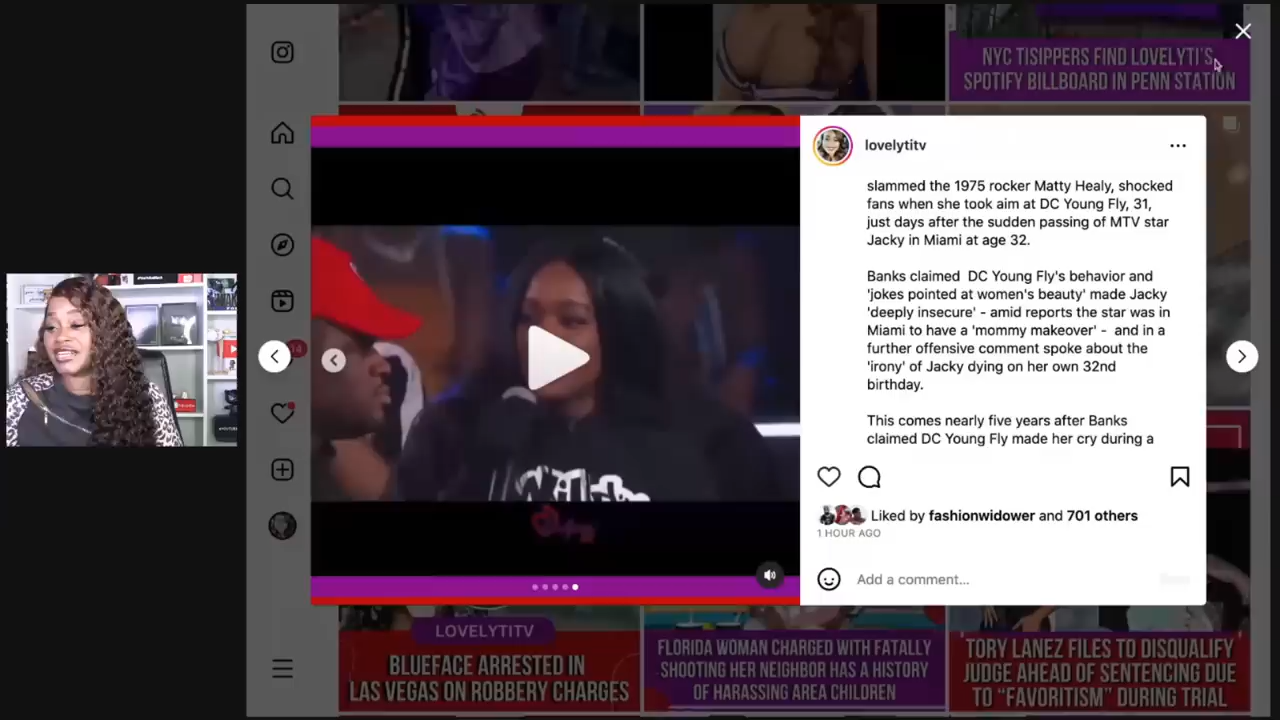 NYC TISIPPERS FIND LOVELYTI'S
SPOTIFY BILLBOARD IN PENN STATION
lovelytitv
slammed the 1975 rocker Matty Healy, shocked
fans when she took aim at DC Young Fly, 31,
just days after the sudden passing of MTV star
Jacky in Miami at age 32.
Banks claimed  DC Young Fly's behavior and
'jokes pointed at women's beauty' made Jacky
'deeply insecure' - amid reports the star was in
Miami to have a 'mommy makeover' -  and in a
further offensive comment spoke about the
'irony' of Jacky dying on her own 32nd
birthday.
This comes nearly five years after Banks
claimed DC Young Fly made her cry during a
Liked by fashionwidower and 701 others
1 HOUR AGO
Add a comment...
LOVELYTITV
BLUEFACE ARRESTED IN
LAS VEGAS ON ROBBERY CHARGES
FLORIDA WOMAN CHARGED WITH FATALLY
SHOOTING HER NEIGHBOR HAS A HISTORY
OF HARASSING AREA CHILDREN
TORY LANEZ FILES TO DISQUALIFY
JUDGE AHEAD OF SENTENCING DUE
TO "FAVORITISM" DURING TRIAL